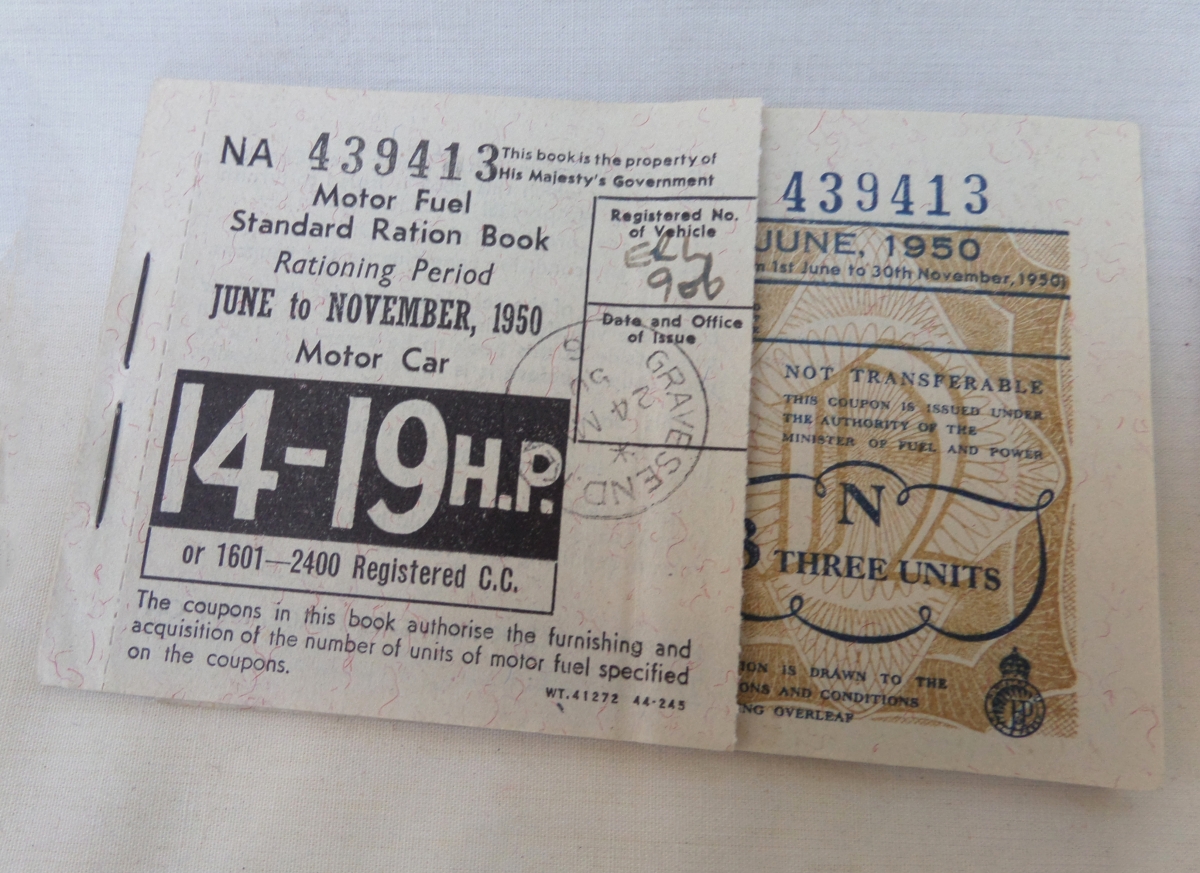 NA 439413
This book is the property of
His Majesty's Government
Motor Fuel
Standard Ration Book
Rationing Period
JUNE to NOVEMBER, 1950
Motor Car
14-19 H.P.
or 1601—2400 Registered C.C.
The coupons in this book authorise the furnishing and
acquisition of the number of units of motor fuel specified
on the coupons.
WT.41272 44-245
Registered No.
of Vehicle
906
Date and Office
of Issue
GRAVESEND
24 M
50
439413
JUNE, 1950
1st June to 30th November, 1950)
NOT TRANSFERABLE
THIS COUPON IS ISSUED UNDER
THE AUTHORITY OF THE
MINISTER OF FUEL AND POWER
N
3 THREE UNITS
IS DRAWN TO THE
AND CONDITIONS
OVERLEAF